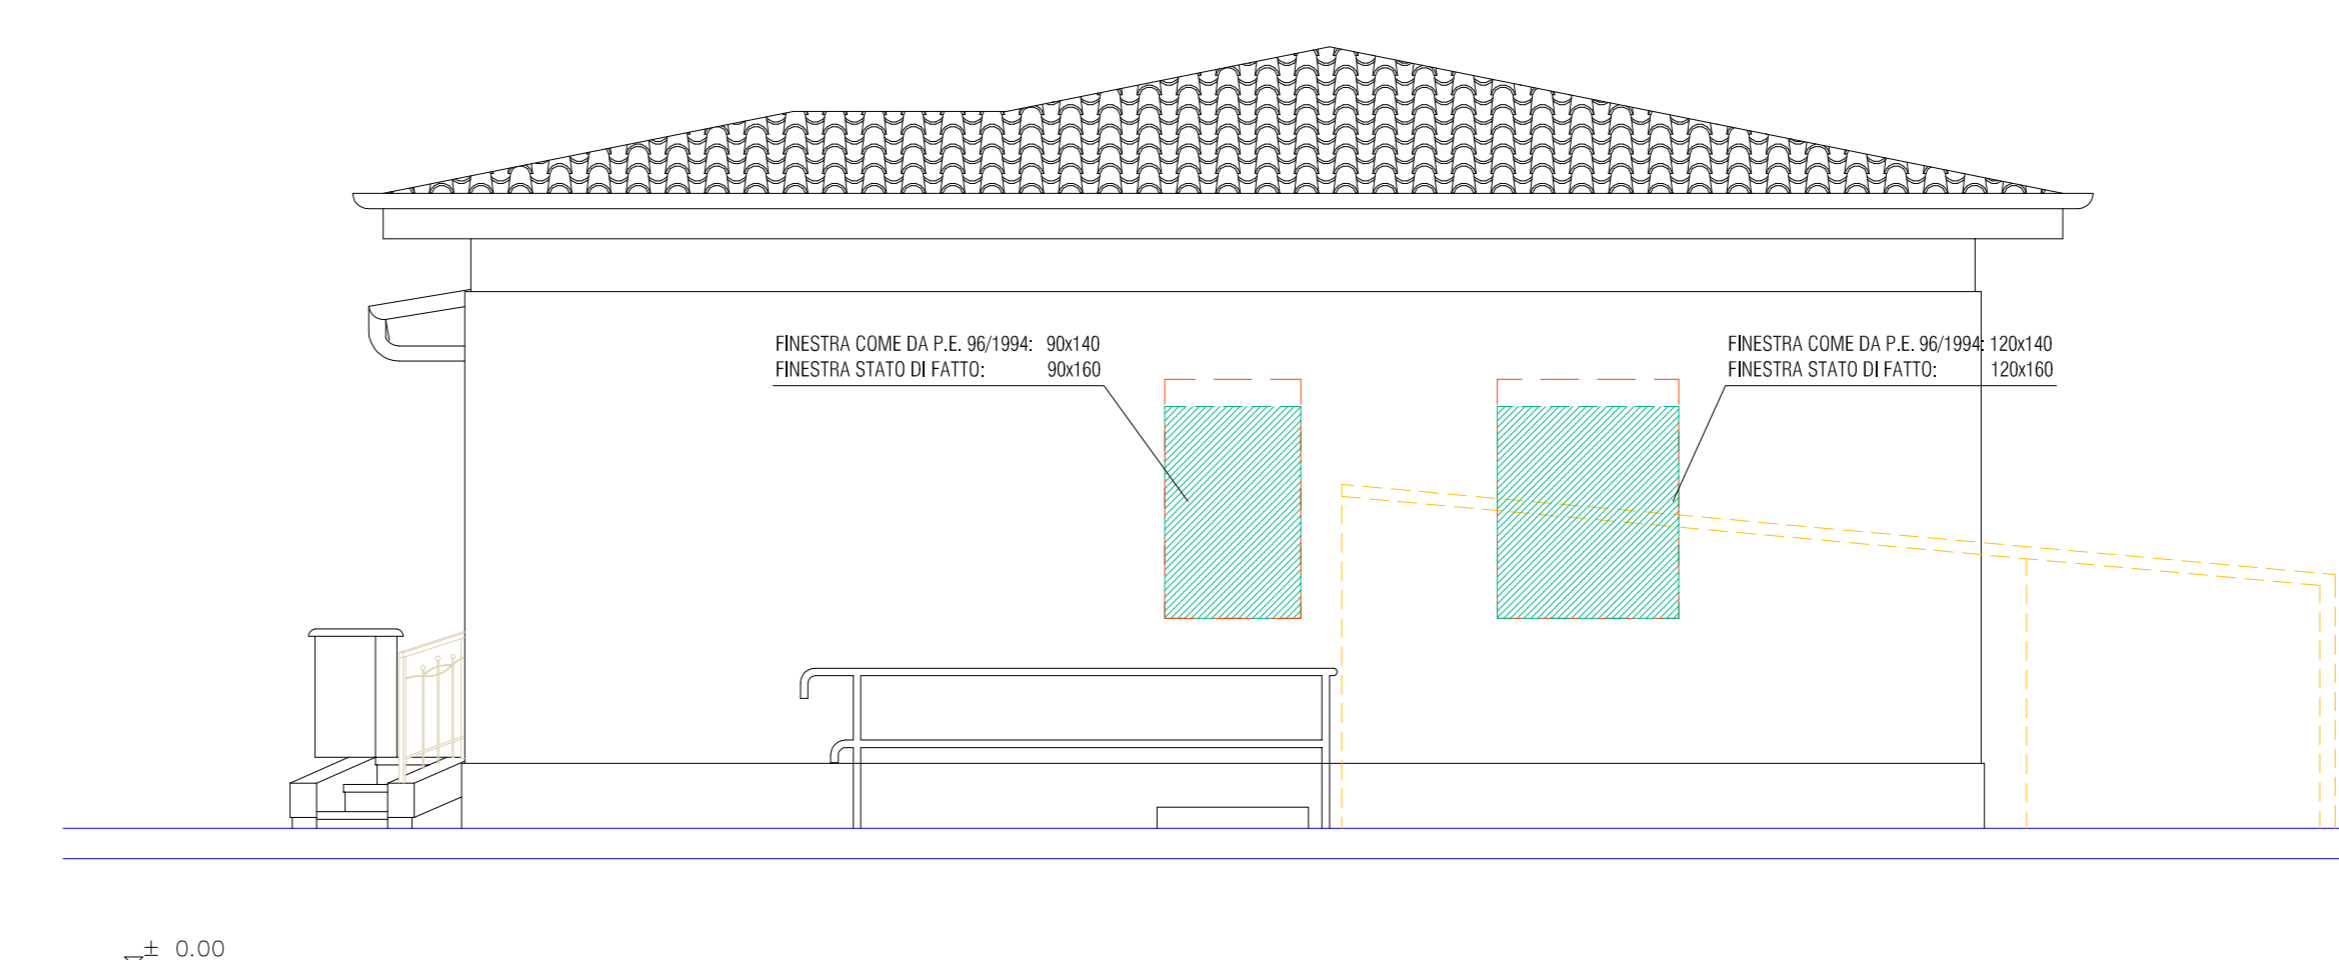 FINESTRA COME DA P.E. 96/1994: 90x140
FINESTRA STATO DI FATTO: 90x160
FINESTRA COME DA P.E. 96/1994: 120x140
FINESTRA STATO DI FATTO: 120x160
± 0.00